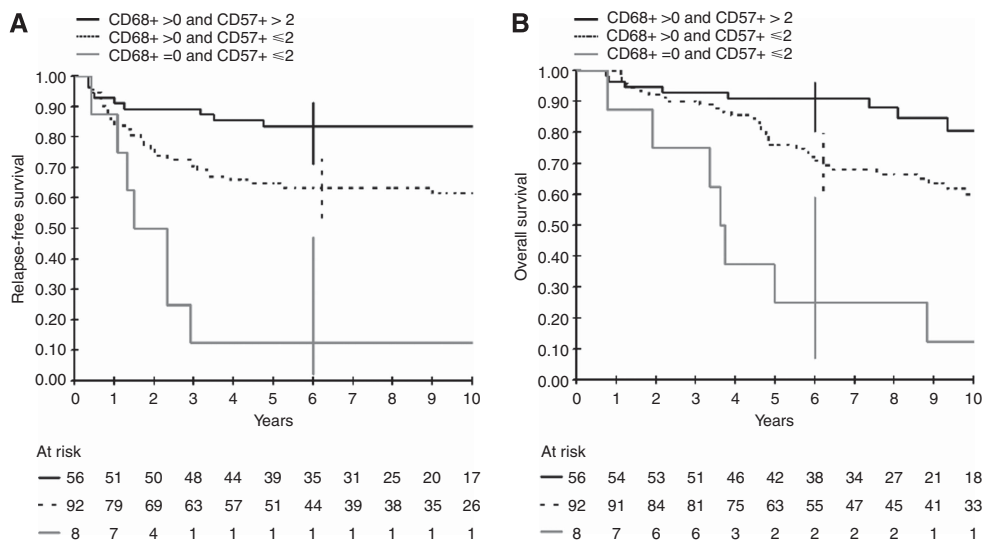 A
CD68+ >0 and CD57+ > 2
CD68+ >0 and CD57+ ⩽2
CD68+ =0 and CD57+ ⩽2
1.00
0.90
0.80
0.70
0.60
0.50
0.40
0.30
0.20
0.10
0.00
Relapse-free survival
0 1 2 3 4 5 6 7 8 9 10
Years
At risk
56 51 50 48 44 39 35 31 25 20 17
92 79 69 63 57 51 44 39 38 35 26
8 7 4 1 1 1 1 1 1 1 1
B
CD68+ >0 and CD57+ > 2
CD68+ >0 and CD57+ ⩽2
CD68+ =0 and CD57+ ⩽2
1.00
0.90
0.80
0.70
0.60
0.50
0.40
0.30
0.20
0.10
0.00
Overall survival
0 1 2 3 4 5 6 7 8 9 10
Years
At risk
56 54 53 51 46 42 38 34 27 21 18
92 91 84 81 75 63 55 47 45 41 33
8 7 6 6 3 2 2 2 2 1 1